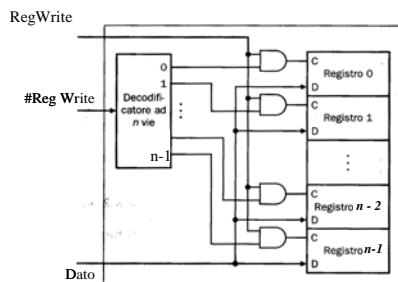 RegWrite
0
1
C
Registro 0
D
#Reg Write
Decodifi-
catore ad
n vie
C
Registro 1
D
n-1
C
Registro n - 2
D
C
Registro n-1
D
Dato